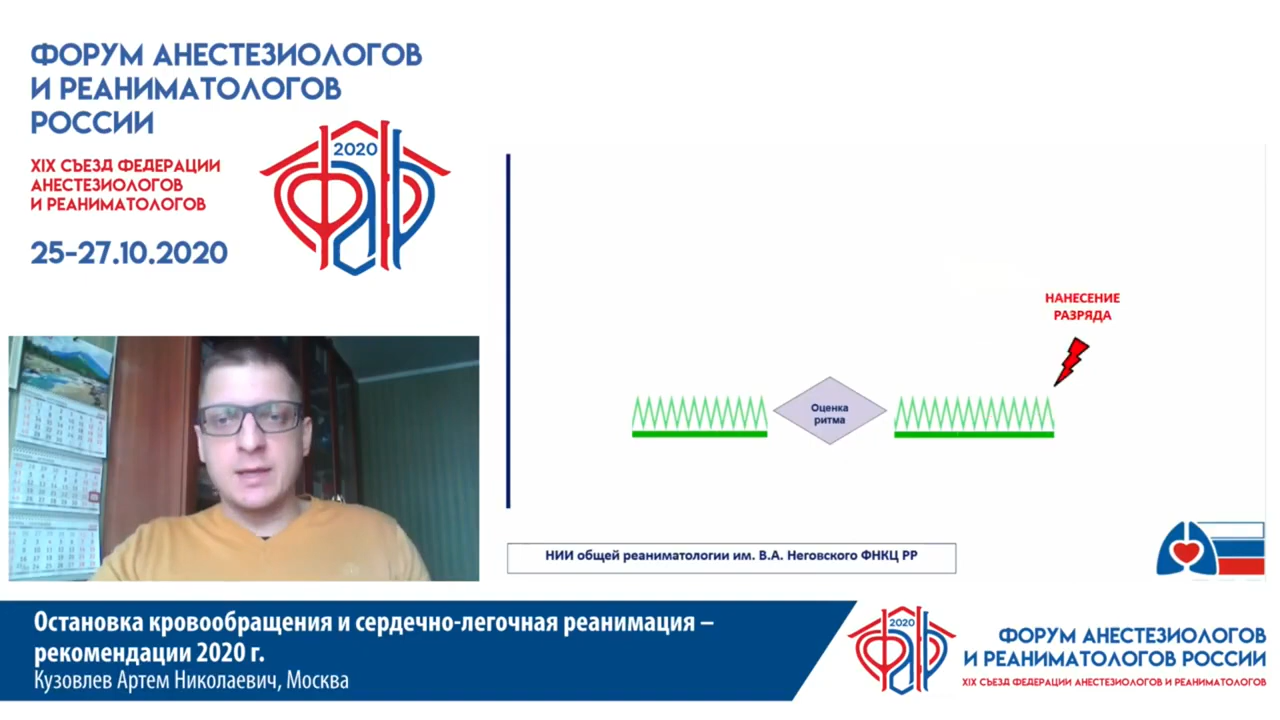 ФОРУМ АНЕСТЕЗИОЛОГОВ
И РЕАНИМАТОЛОГОВ
РОССИИ
XIX СЪЕЗД ФЕДЕРАЦИИ
АНЕСТЕЗИОЛОГОВ
И РЕАНИМАТОЛОГОВ
25-27.10.2020
2020
НАНЕСЕНИЕ
РАЗРЯДА
Оценка
ритма
НИИ общей реаниматологии им. В.А. Неговского ФНКЦ РР
Остановка кровообращения и сердечно-легочная реанимация –
рекомендации 2020 г.
Кузовлев Артем Николаевич, Москва
2020
ФОРУМ АНЕСТЕЗИОЛОГОВ
И РЕАНИМАТОЛОГОВ РОССИИ
XIX СЪЕЗД ФЕДЕРАЦИИ АНЕСТЕЗИОЛОГОВ И РЕАНИМАТОЛОГОВ